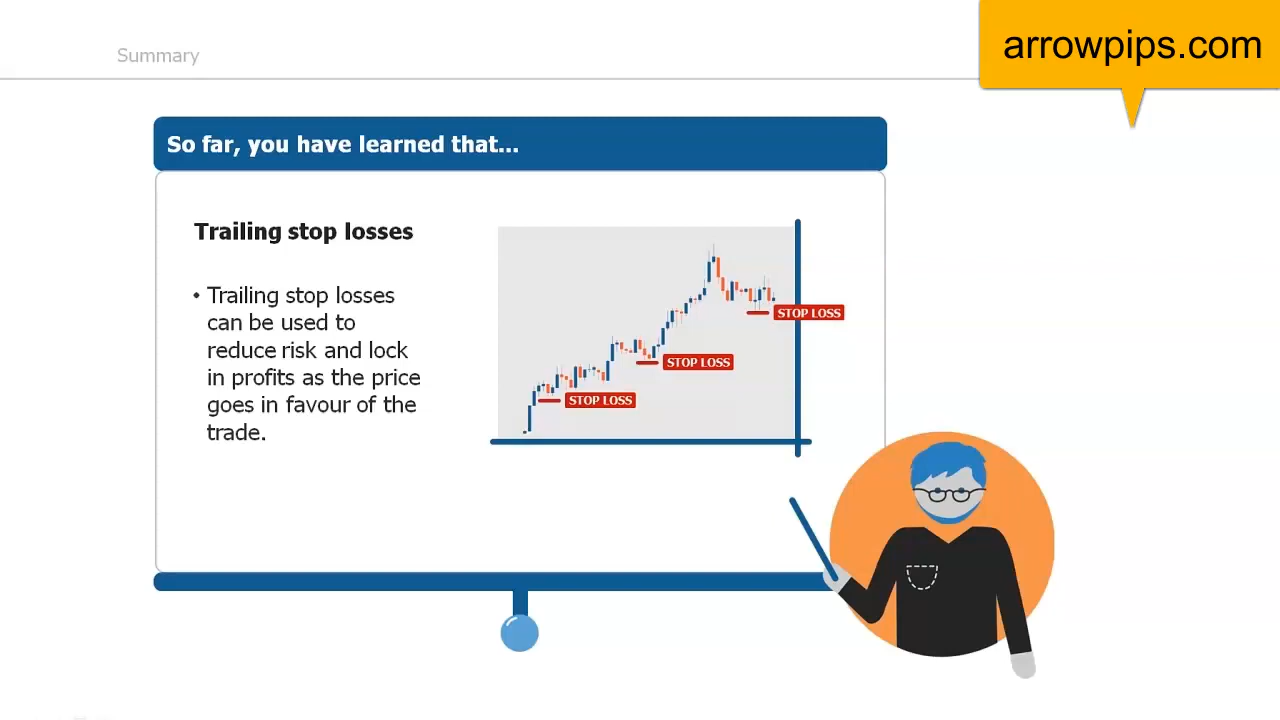 Summary
arrowpips.com
So far, you have learned that...
Trailing stop losses
• Trailing stop losses
can be used to
reduce risk and lock
in profits as the price
goes in favour of the
trade.
STOP LOSS
STOP LOSS
STOP LOSS